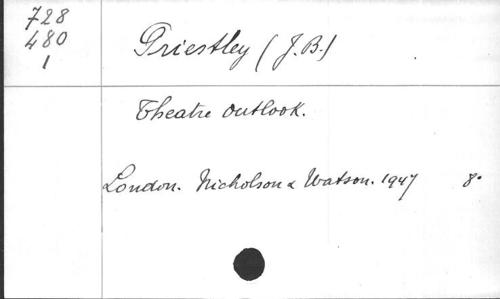 728
480
1
Priestley (J.B.)
Theatre outlook.
London. Nicholson & Watson. 1947 8°